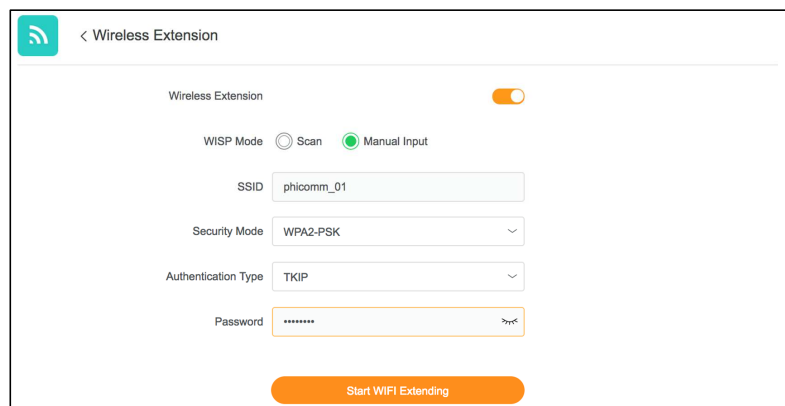 < Wireless Extension
Wireless Extension
WISP Mode Scan Manual Input
SSID phicomm_01
Security Mode WPA2-PSK
Authentication Type TKIP
Password ••••••••
Start WIFI Extending